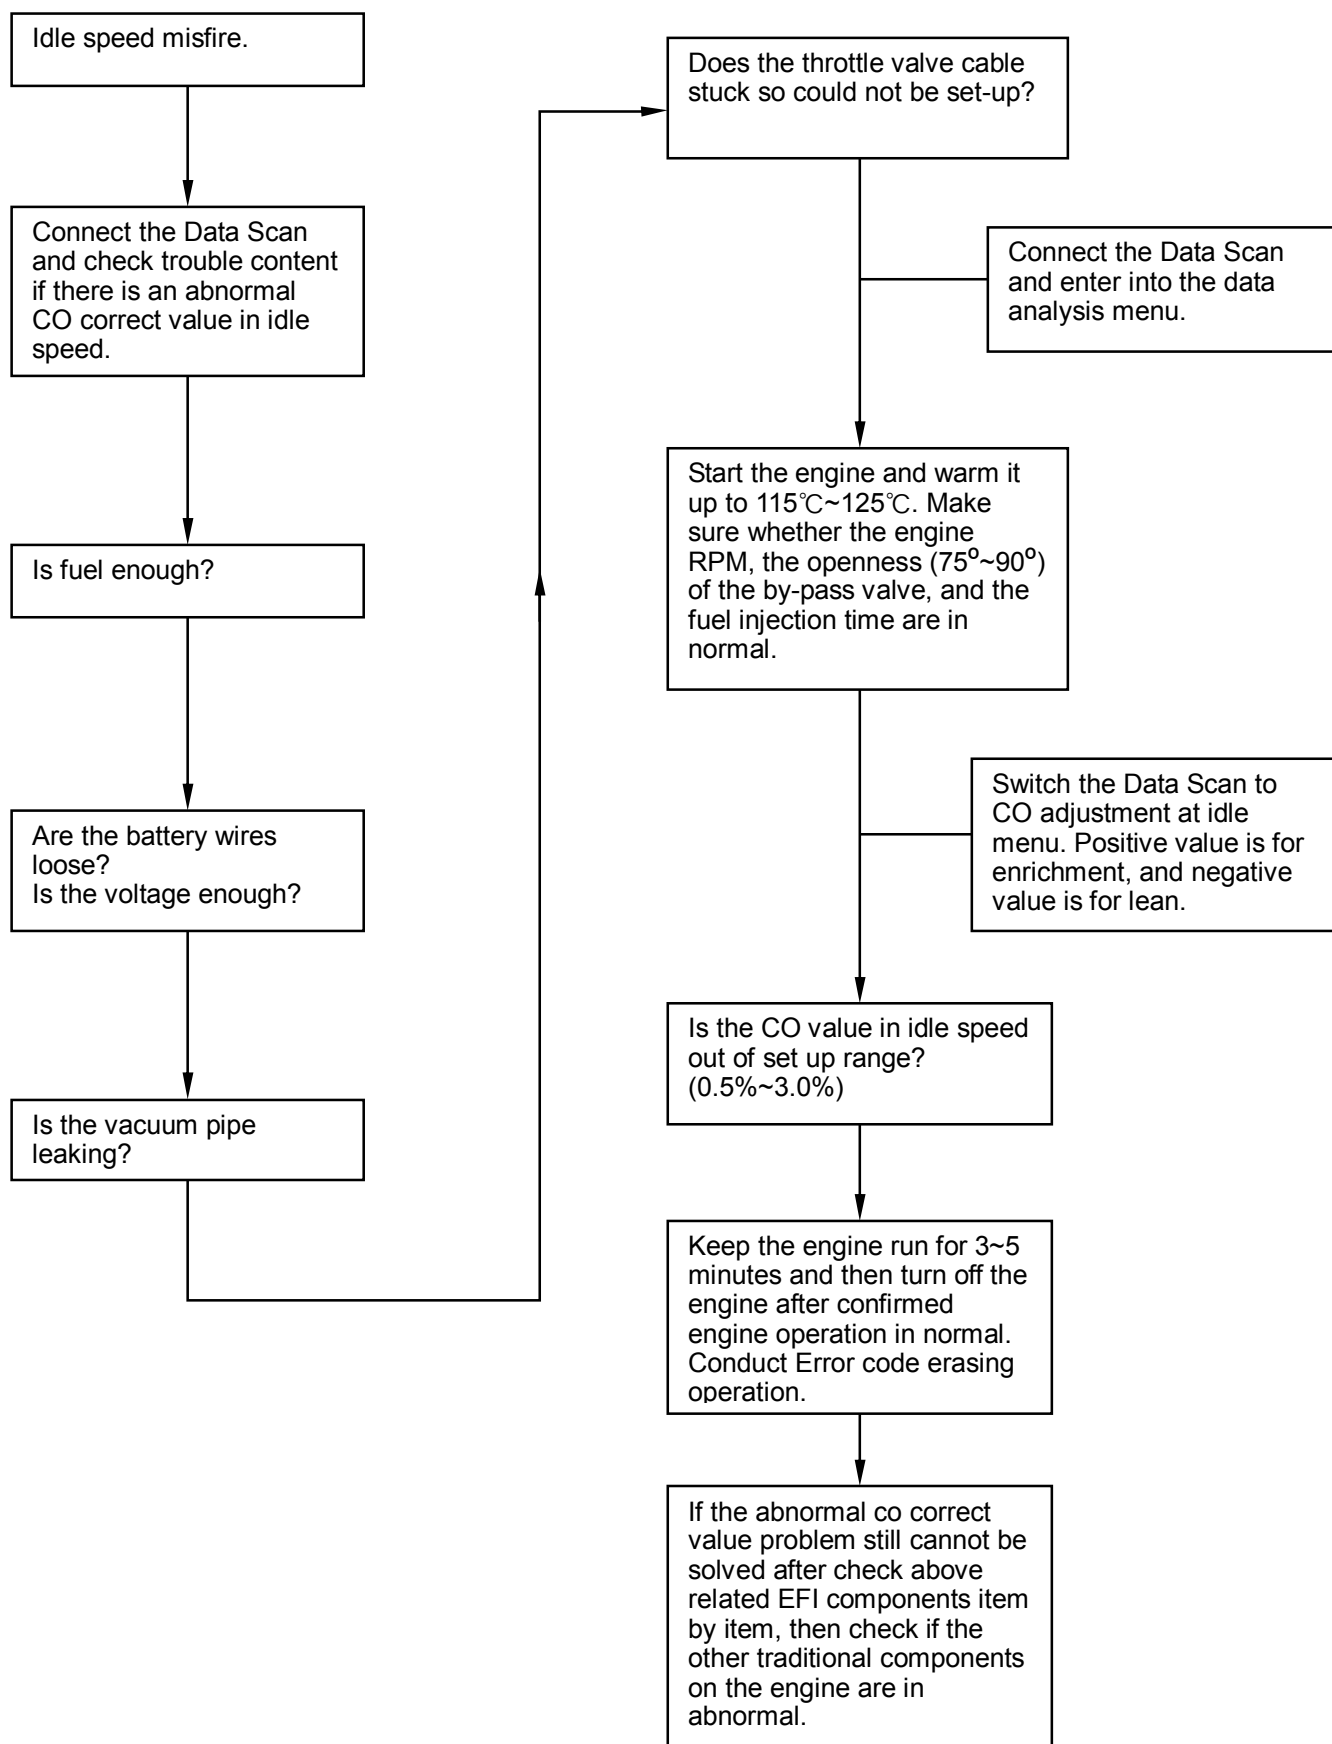 Idle speed misfire.
Connect the Data Scan
and check trouble content
if there is an abnormal
CO correct value in idle
speed.
Is fuel enough?
Are the battery wires
loose?
Is the voltage enough?
Is the vacuum pipe
leaking?
Does the throttle valve cable
stuck so could not be set-up?
Connect the Data Scan
and enter into the data
analysis menu.
Start the engine and warm it
up to 115℃~125℃. Make
sure whether the engine
RPM, the openness (75º~90º)
of the by-pass valve, and the
fuel injection time are in
normal.
Switch the Data Scan to
CO adjustment at idle
menu. Positive value is for
enrichment, and negative
value is for lean.
Is the CO value in idle speed
out of set up range?
(0.5%~3.0%)
Keep the engine run for 3~5
minutes and then turn off the
engine after confirmed
engine operation in normal.
Conduct Error code erasing
operation.
If the abnormal co correct
value problem still cannot be
solved after check above
related EFI components item
by item, then check if the
other traditional components
on the engine are in
abnormal.